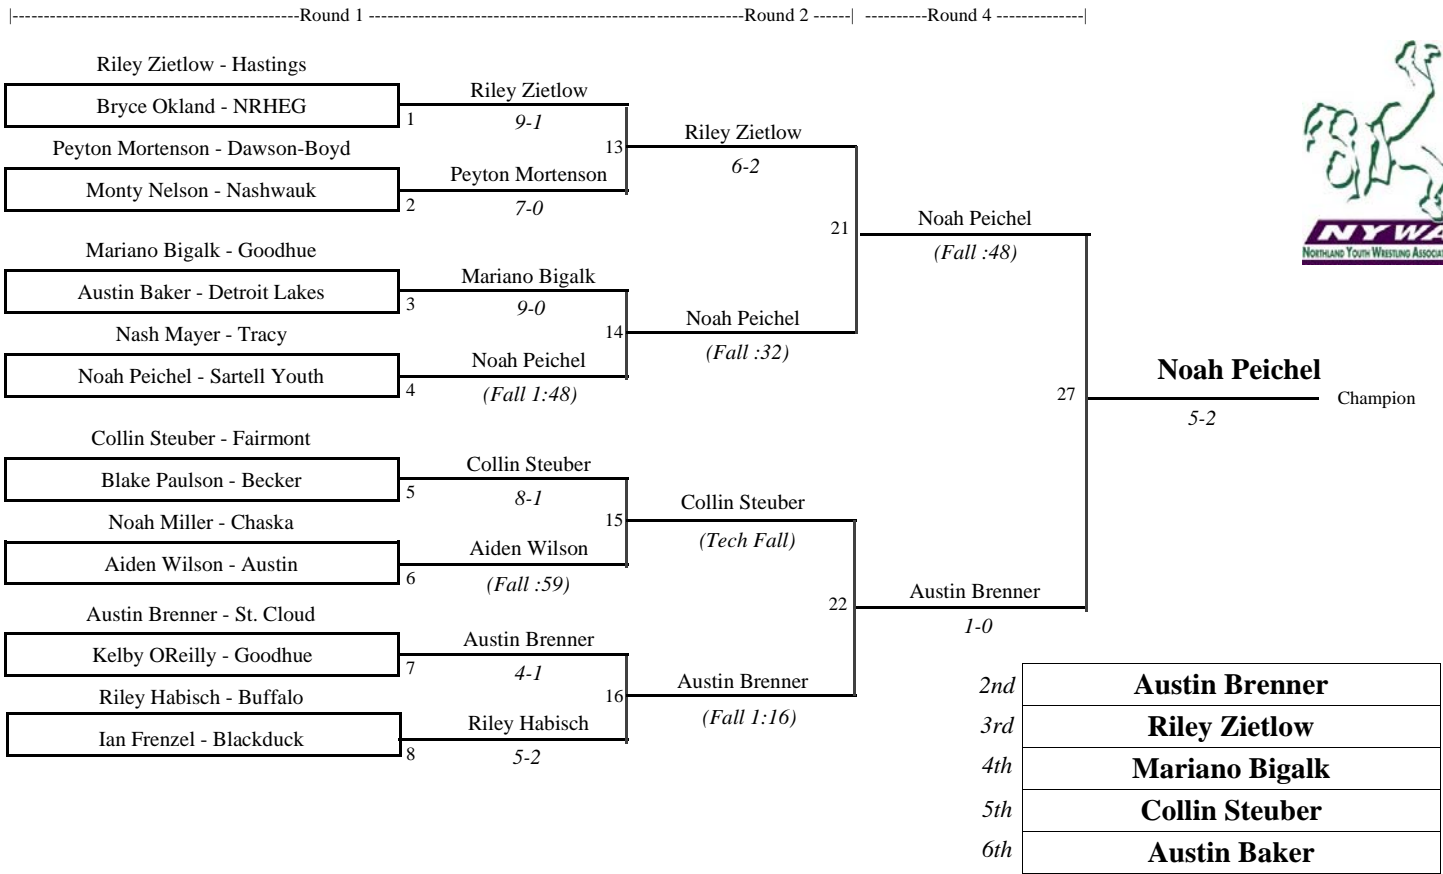 |-----------------------------------------Round 1 ------------------------------------------------------Round 2 ------| ----------Round 4 --------------|
Riley Zietlow - Hastings
Bryce Okland - NRHEG
1
Riley Zietlow
9-1
Peyton Mortenson - Dawson-Boyd
Monty Nelson - Nashwauk
2
Peyton Mortenson
7-0
13
Riley Zietlow
6-2
Mariano Bigalk - Goodhue
Austin Baker - Detroit Lakes
3
Mariano Bigalk
9-0
Nash Mayer - Tracy
Noah Peichel - Sartell Youth
4
Noah Peichel
(Fall 1:48)
14
Noah Peichel
(Fall :32)
21
Noah Peichel
(Fall :48)
Collin Steuber - Fairmont
Blake Paulson - Becker
5
Collin Steuber
8-1
Noah Miller - Chaska
Aiden Wilson - Austin
6
Aiden Wilson
(Fall :59)
15
Collin Steuber
(Tech Fall)
Austin Brenner - St. Cloud
Kelby OReilly - Goodhue
7
Austin Brenner
4-1
Riley Habisch - Buffalo
Ian Frenzel - Blackduck
8
Riley Habisch
5-2
16
Austin Brenner
(Fall 1:16)
22
Austin Brenner
1-0
27
Noah Peichel
Champion
5-2
NYWA
Northland Youth Wrestling
2nd Austin Brenner
3rd Riley Zietlow
4th Mariano Bigalk
5th Collin Steuber
6th Austin Baker